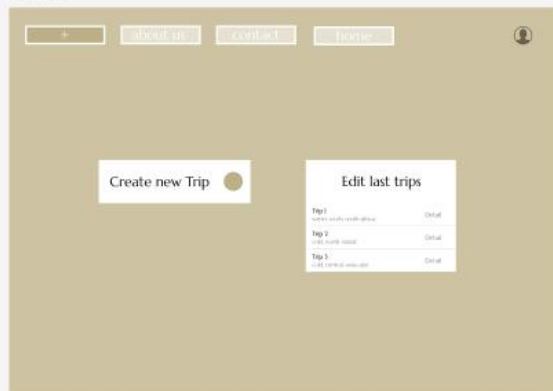 +
about us
contact
home
Create new Trip
Edit last trips
Trip 1
Detail
Trip 2
Detail
Trip 3
Detail